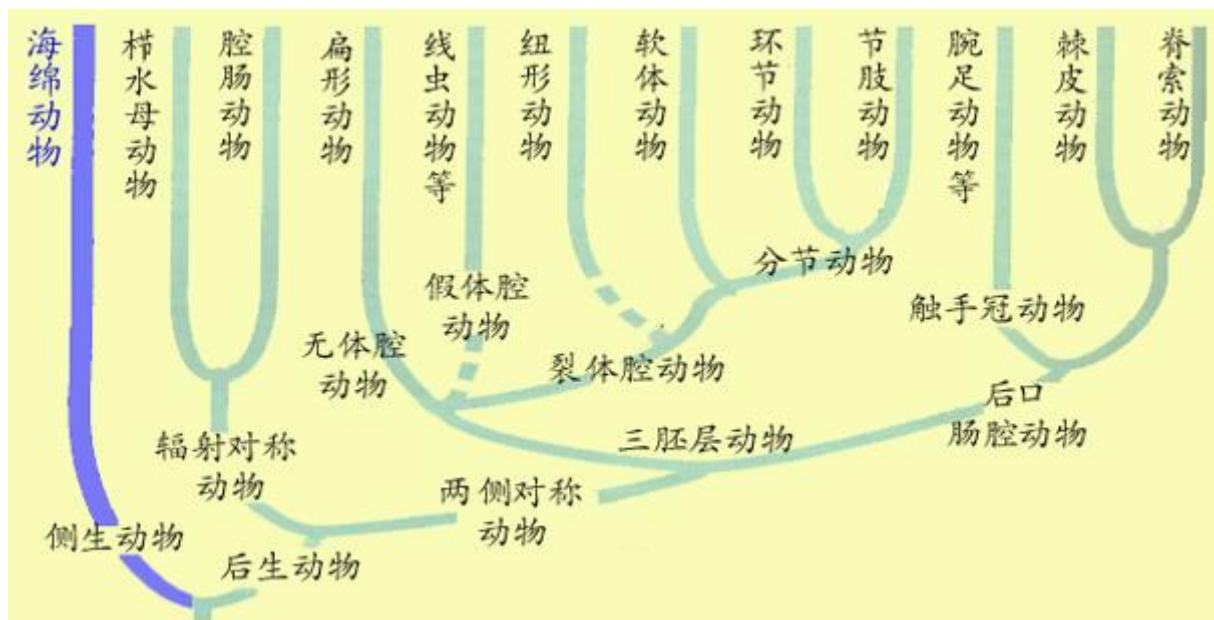 海绵动物
栉水母动物
腔肠动物
扁形动物
线虫动物等
纽形动物
软体动物
环节动物
节肢动物
腕足动物等
棘皮动物
脊索动物
分节动物
假体腔
动物
触手冠动物
无体腔
动物
裂体腔动物
后口
肠腔动物
三胚层动物
辐射对称
动物
两侧对称
动物
侧生动物
后生动物